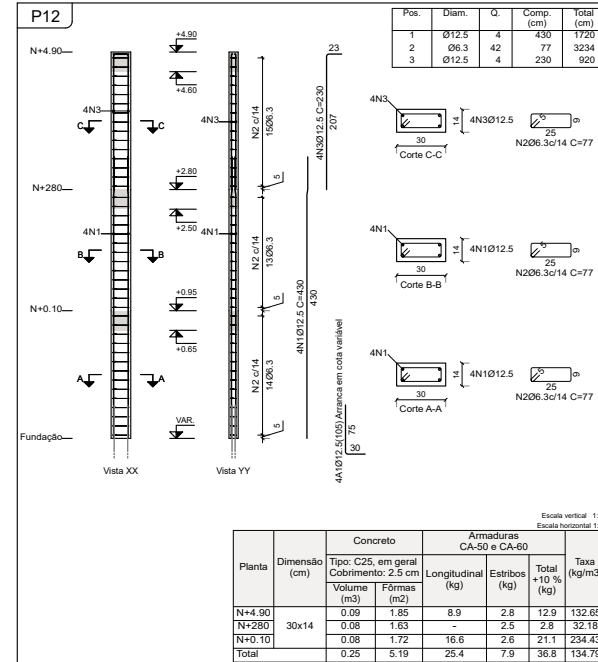 P12
Pos. Diam. Q. Comp. (cm) Total (cm)
1 Ø12.5 4 430 1720
2 Ø6.3 42 77 3234
3 Ø12.5 4 230 920
N+4.90
N+280
N+0.10
Fundação
4N3
C C
4N1
B B
A A
Vista XX
+4.90
+4.60
+2.80
+2.50
+0.95
+0.65
VAR.
4N3
4N1
Vista YY
N2 c/14
15Ø6.3
5
N2 c/14
13Ø6.3
5
N2 c/14
14Ø6.3
5
23
4N3Ø12.5 C=230
207
4N1Ø12.5 C=430
430
4A1Ø12.5(105)Arranca em cota variável
75
30
4N3
14
4N3Ø12.5
30
Corte C-C
5
9
25
N2Ø6.3c/14 C=77
4N1
14
4N1Ø12.5
30
Corte B-B
5
9
25
N2Ø6.3c/14 C=77
4N1
14
4N1Ø12.5
30
Corte A-A
5
9
25
N2Ø6.3c/14 C=77
Escala vertical 1:
Escala horizontal 1:
Planta
Dimensão (cm)
Concreto
Tipo: C25, em geral
Cobrimento: 2.5 cm
Volume (m3)
Fôrmas (m2)
Armaduras
CA-50 e CA-60
Longitudinal (kg)
Estribos (kg)
Total +10 % (kg)
Taxa (kg/m3
N+4.90 30x14 0.09 1.85 8.9 2.8 12.9 132.65
N+280 0.08 1.63 - 2.5 2.8 32.18
N+0.10 0.08 1.72 16.6 2.6 21.1 234.43
Total 0.25 5.19 25.4 7.9 36.8 134.79